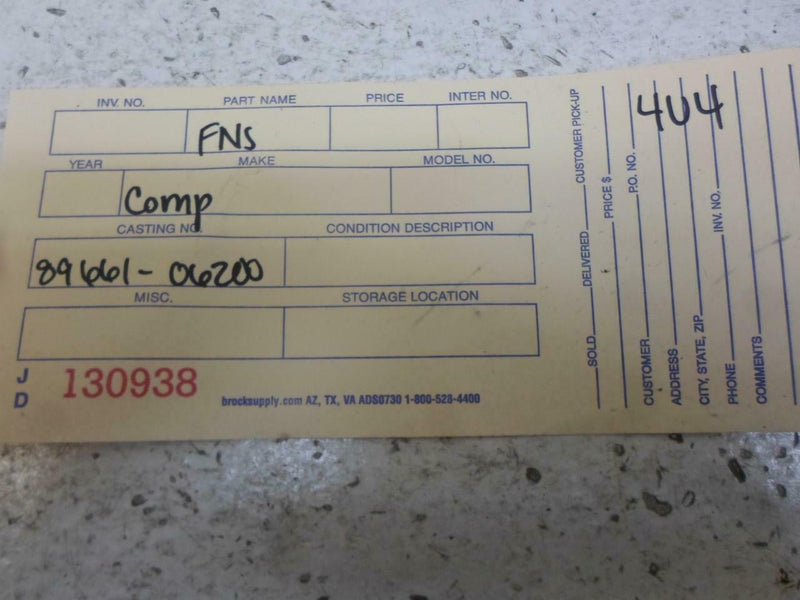 INV. NO. PART NAME PRICE INTER NO.
FNS
YEAR MAKE MODEL NO.
Comp
CASTING NO. CONDITION DESCRIPTION
89661-06200
MISC. STORAGE LOCATION
J D 130938
brocksupply.com AZ, TX, VA ADS0730 1-800-528-4400
SOLD DELIVERED CUSTOMER PICK-UP
PRICE $
P.O. NO.
CUSTOMER
ADDRESS
CITY, STATE, ZIP INV. NO.
PHONE
COMMENTS
4U4